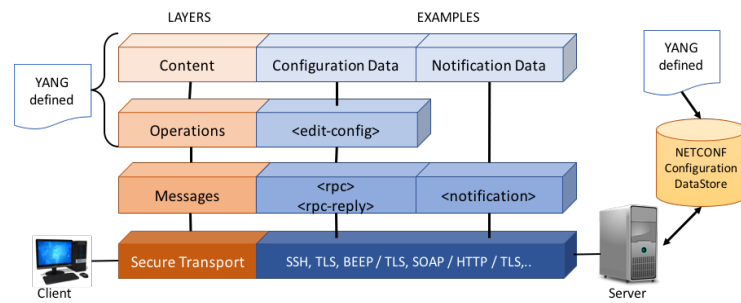 LAYERS
EXAMPLES
YANG
defined
Content
Configuration Data
Notification Data
YANG
defined
Operations
<edit-config>
NETCONF
Configuration
DataStore
Messages
<rpc>
<rpc-reply>
<notification>
Secure Transport
SSH, TLS, BEEP / TLS, SOAP / HTTP / TLS,..
Client
Server